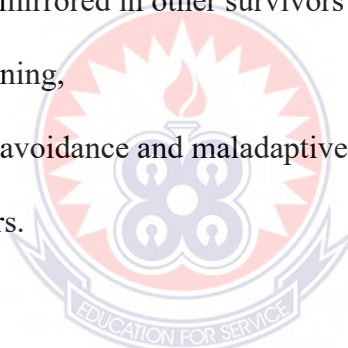 mirrored in other survivors
ning,
avoidance and maladaptive
rs.
EDUCATION FOR SERVICE